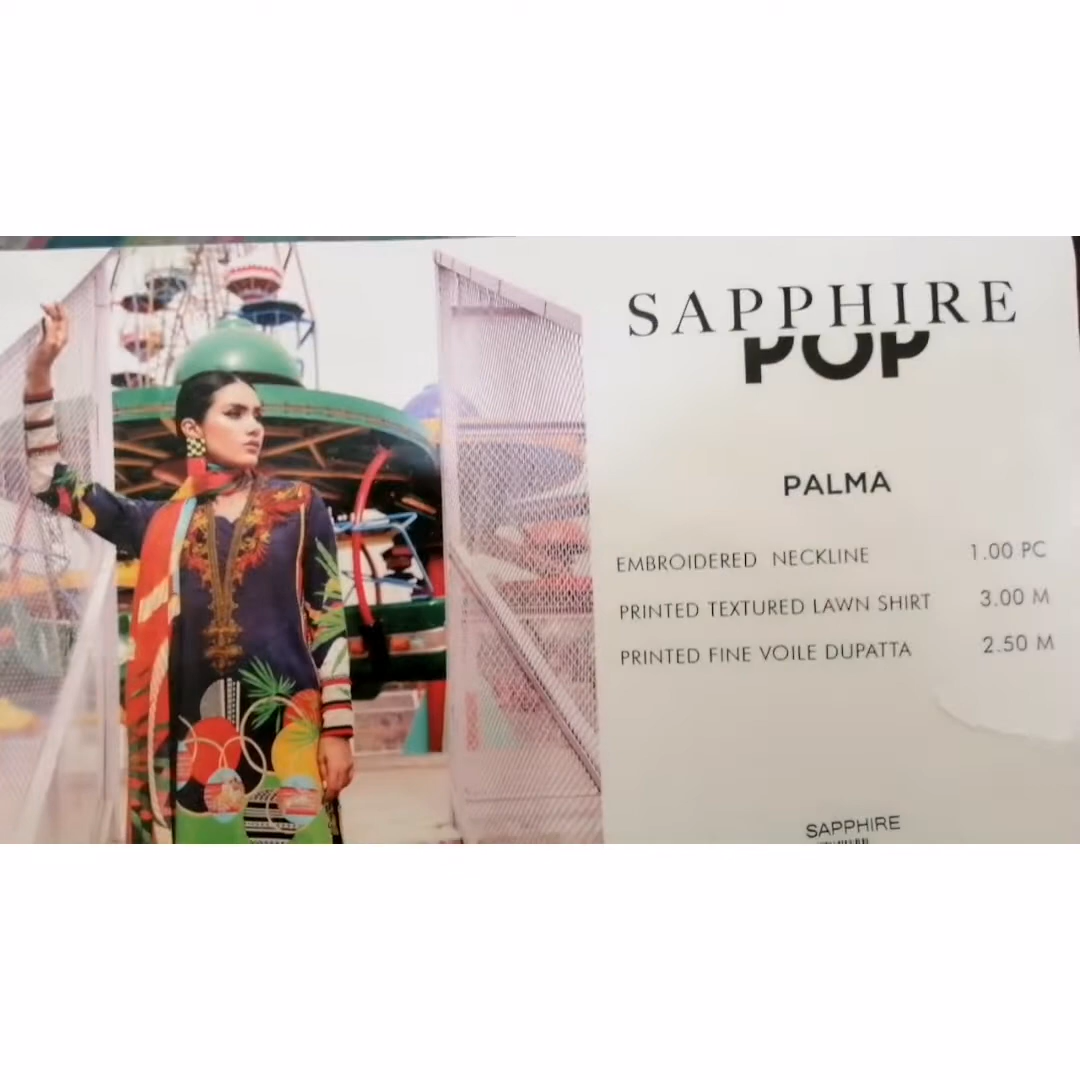 SAPPHIRE
POP
PALMA
EMBROIDERED NECKLINE 1.00 PC
PRINTED TEXTURED LAWN SHIRT 3.00 M
PRINTED FINE VOILE DUPATTA 2.50 M
SAPPHIRE